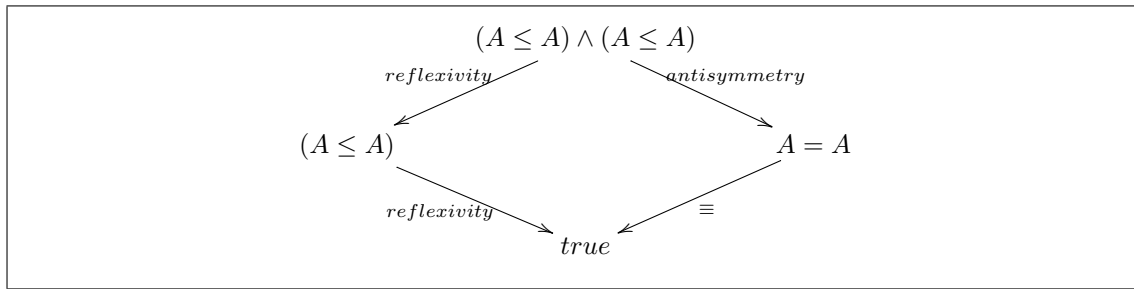 (A ≤ A) ∧ (A ≤ A)
reflexivity antisymmetry
(A ≤ A) A = A
reflexivity ≡
true